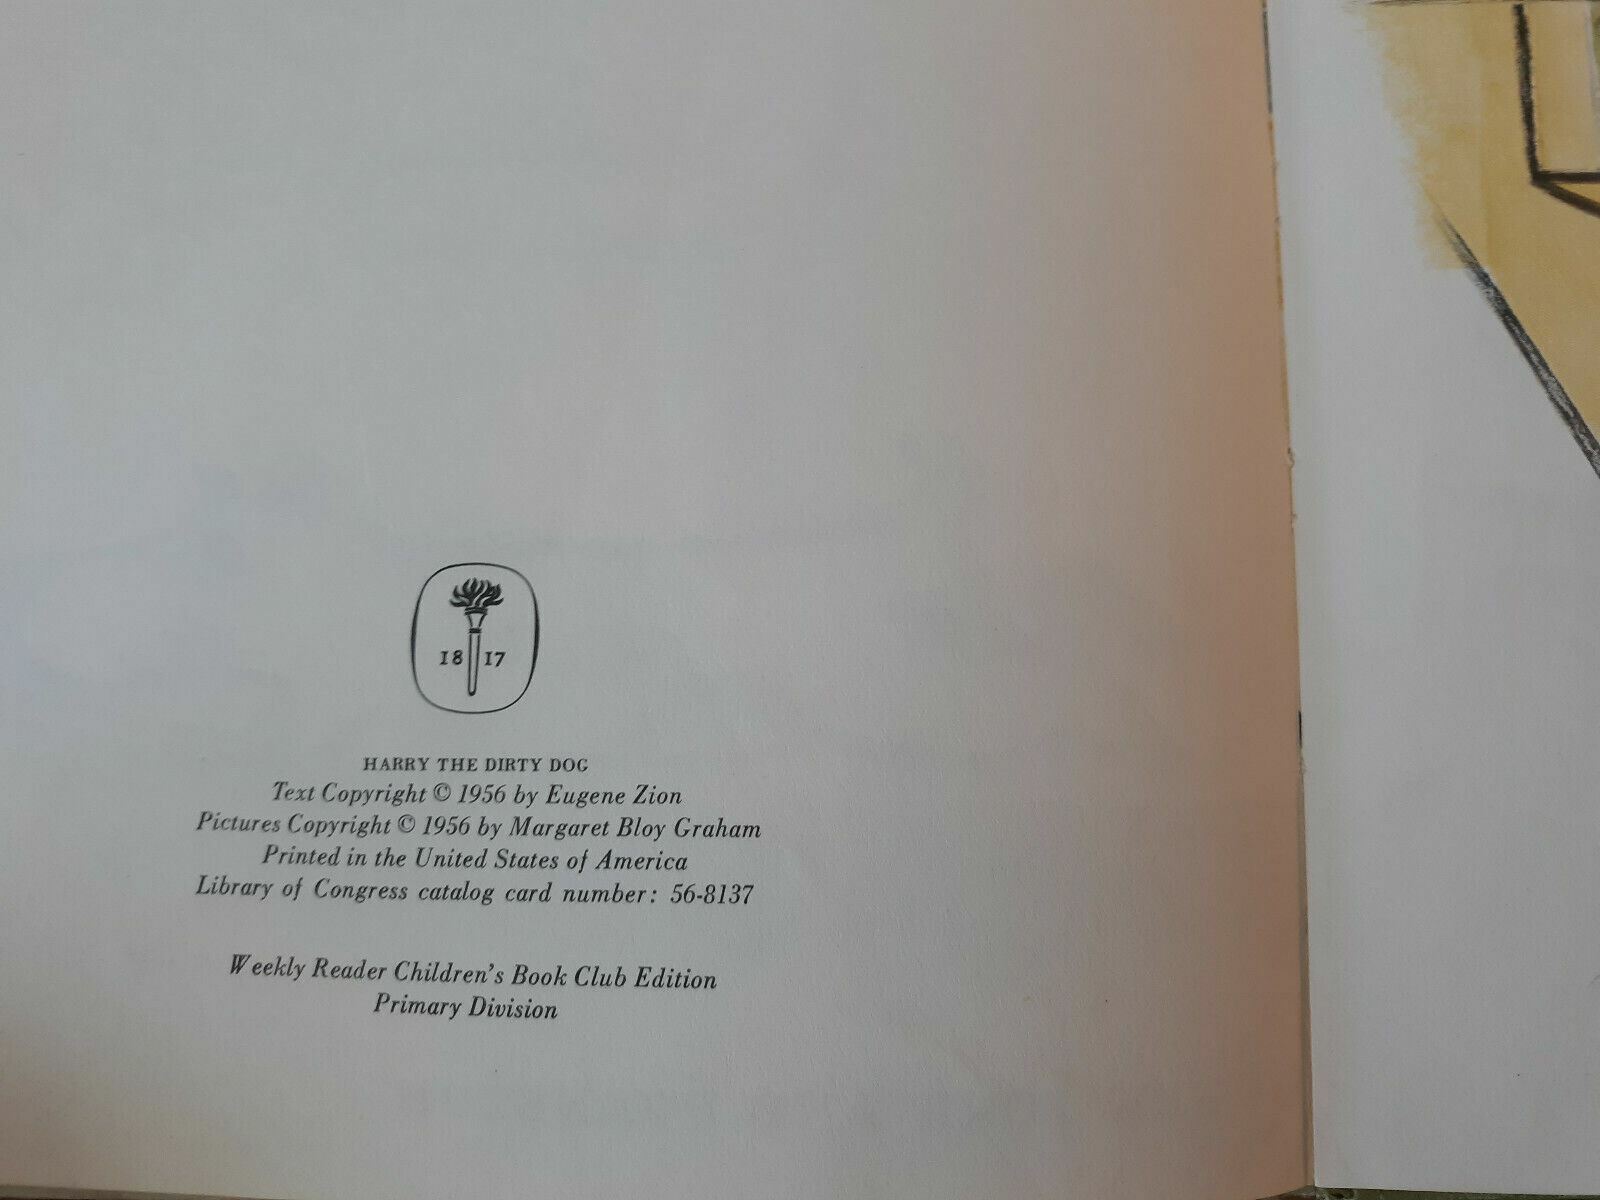 18 17
HARRY THE DIRTY DOG
Text Copyright © 1956 by Eugene Zion
Pictures Copyright © 1956 by Margaret Bloy Graham
Printed in the United States of America
Library of Congress catalog card number: 56-8137
Weekly Reader Children's Book Club Edition
Primary Division